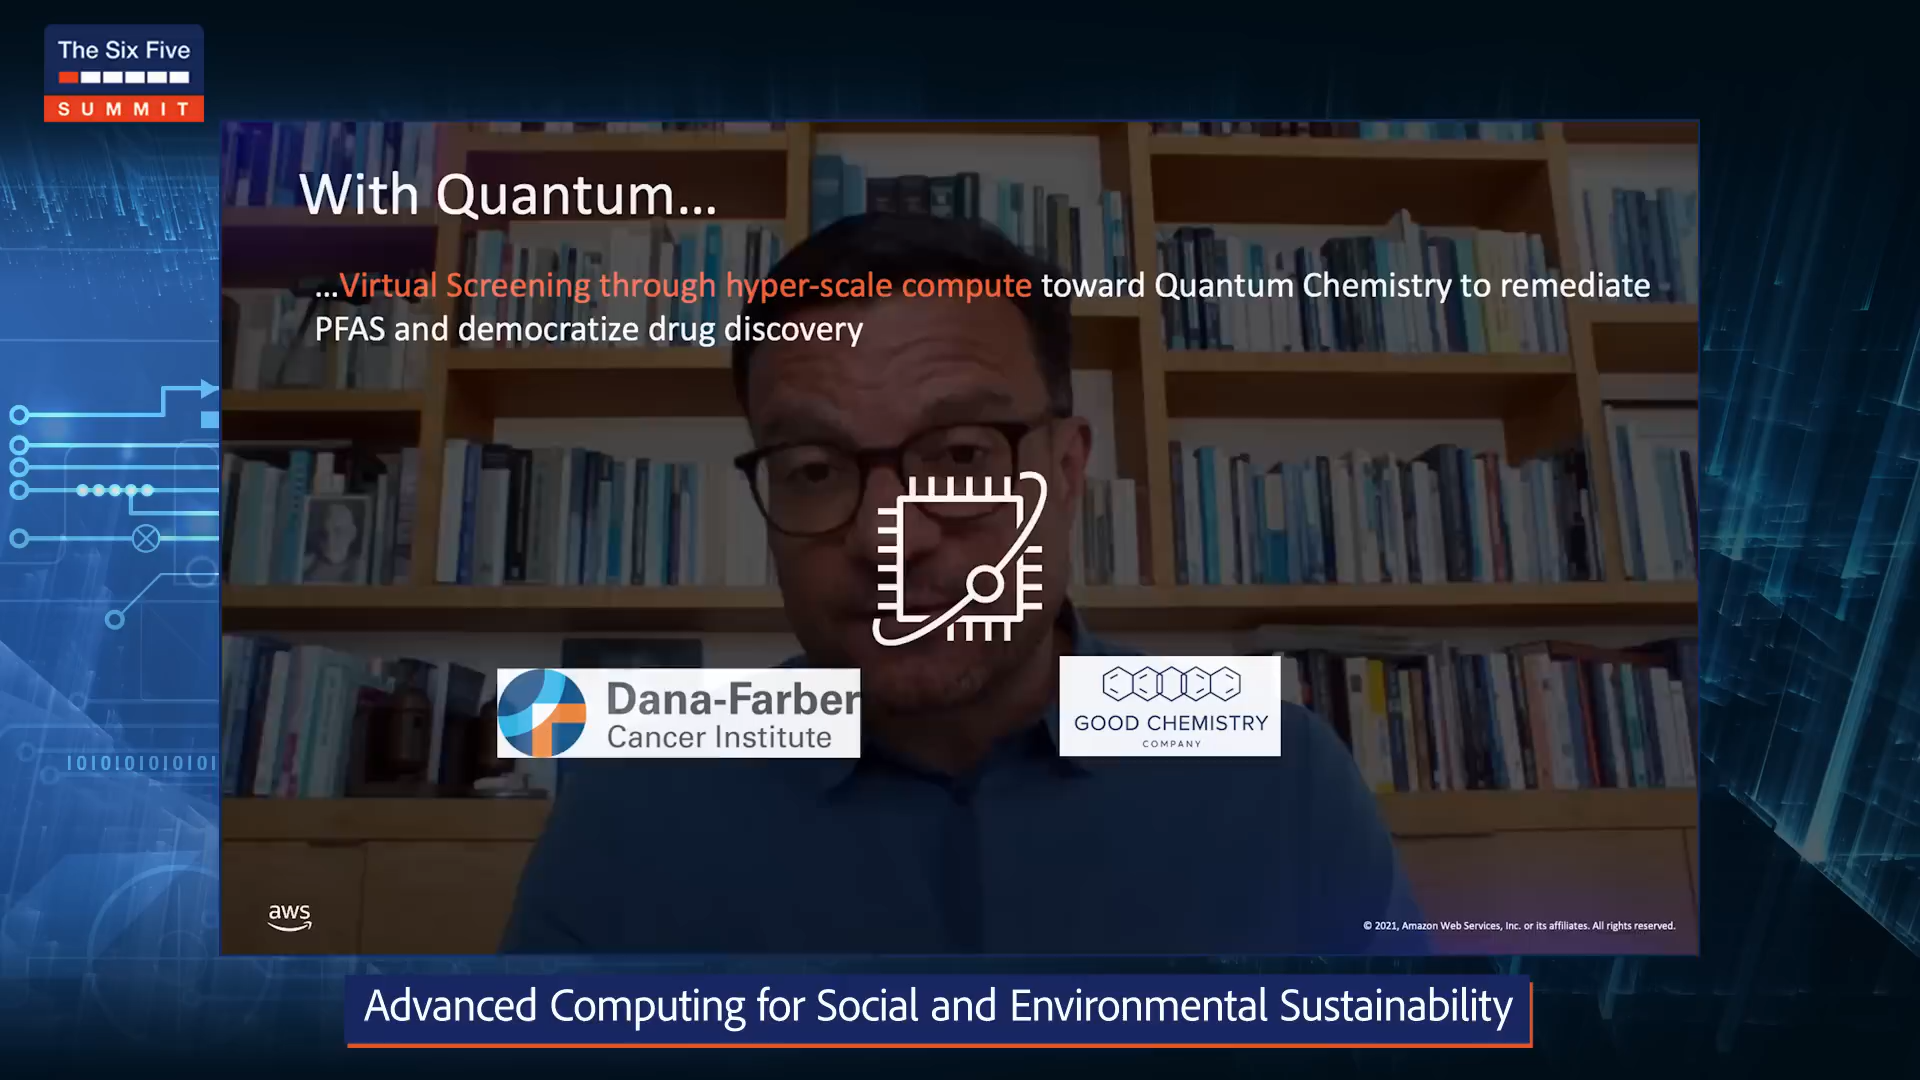 The Six Five
SUMMIT
With Quantum...
...Virtual Screening through hyper-scale compute toward Quantum Chemistry to remediate
PFAS and democratize drug discovery
Dana-Farber
Cancer Institute
GOOD CHEMISTRY
COMPANY
1010101010101
aws
© 2021, Amazon Web Services, Inc. or its affiliates. All rights reserved.
Advanced Computing for Social and Environmental Sustainability